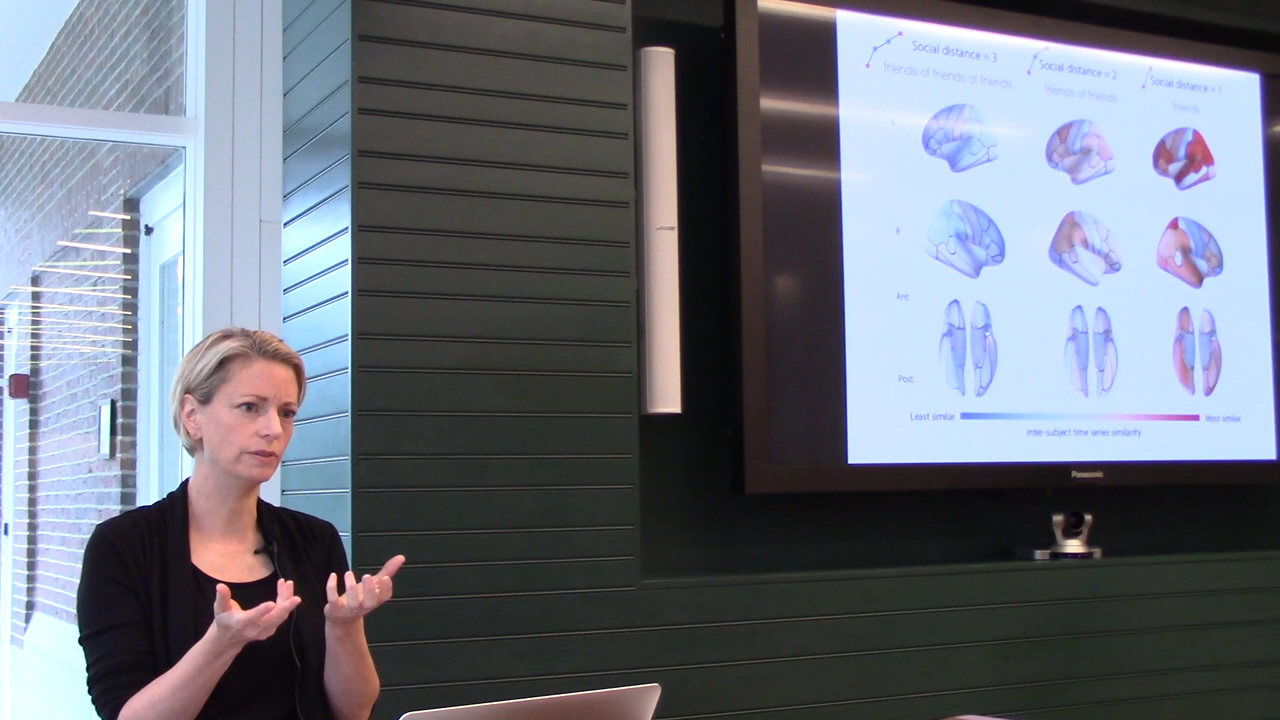 Social distance = 3
friends of friends of friends
Social distance = 2
friends of friends
Social distance = 1
friends
L
R
Ant.
Post.
Least similar
Most similar
Inter-subject time series similarity
Panasonic